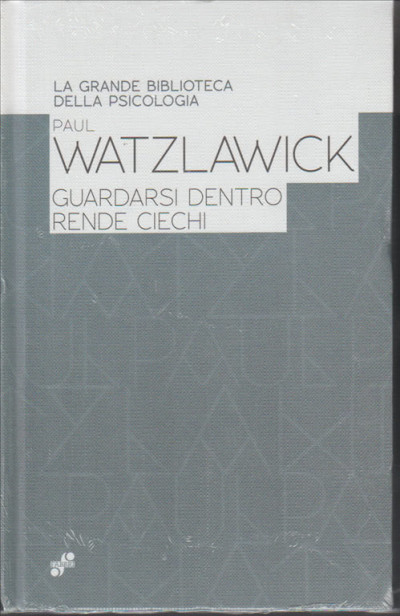 LA GRANDE BIBLIOTECA
DELLA PSICOLOGIA
PAUL
WATZLAWICK
GUARDARSI DENTRO
RENDE CIECHI